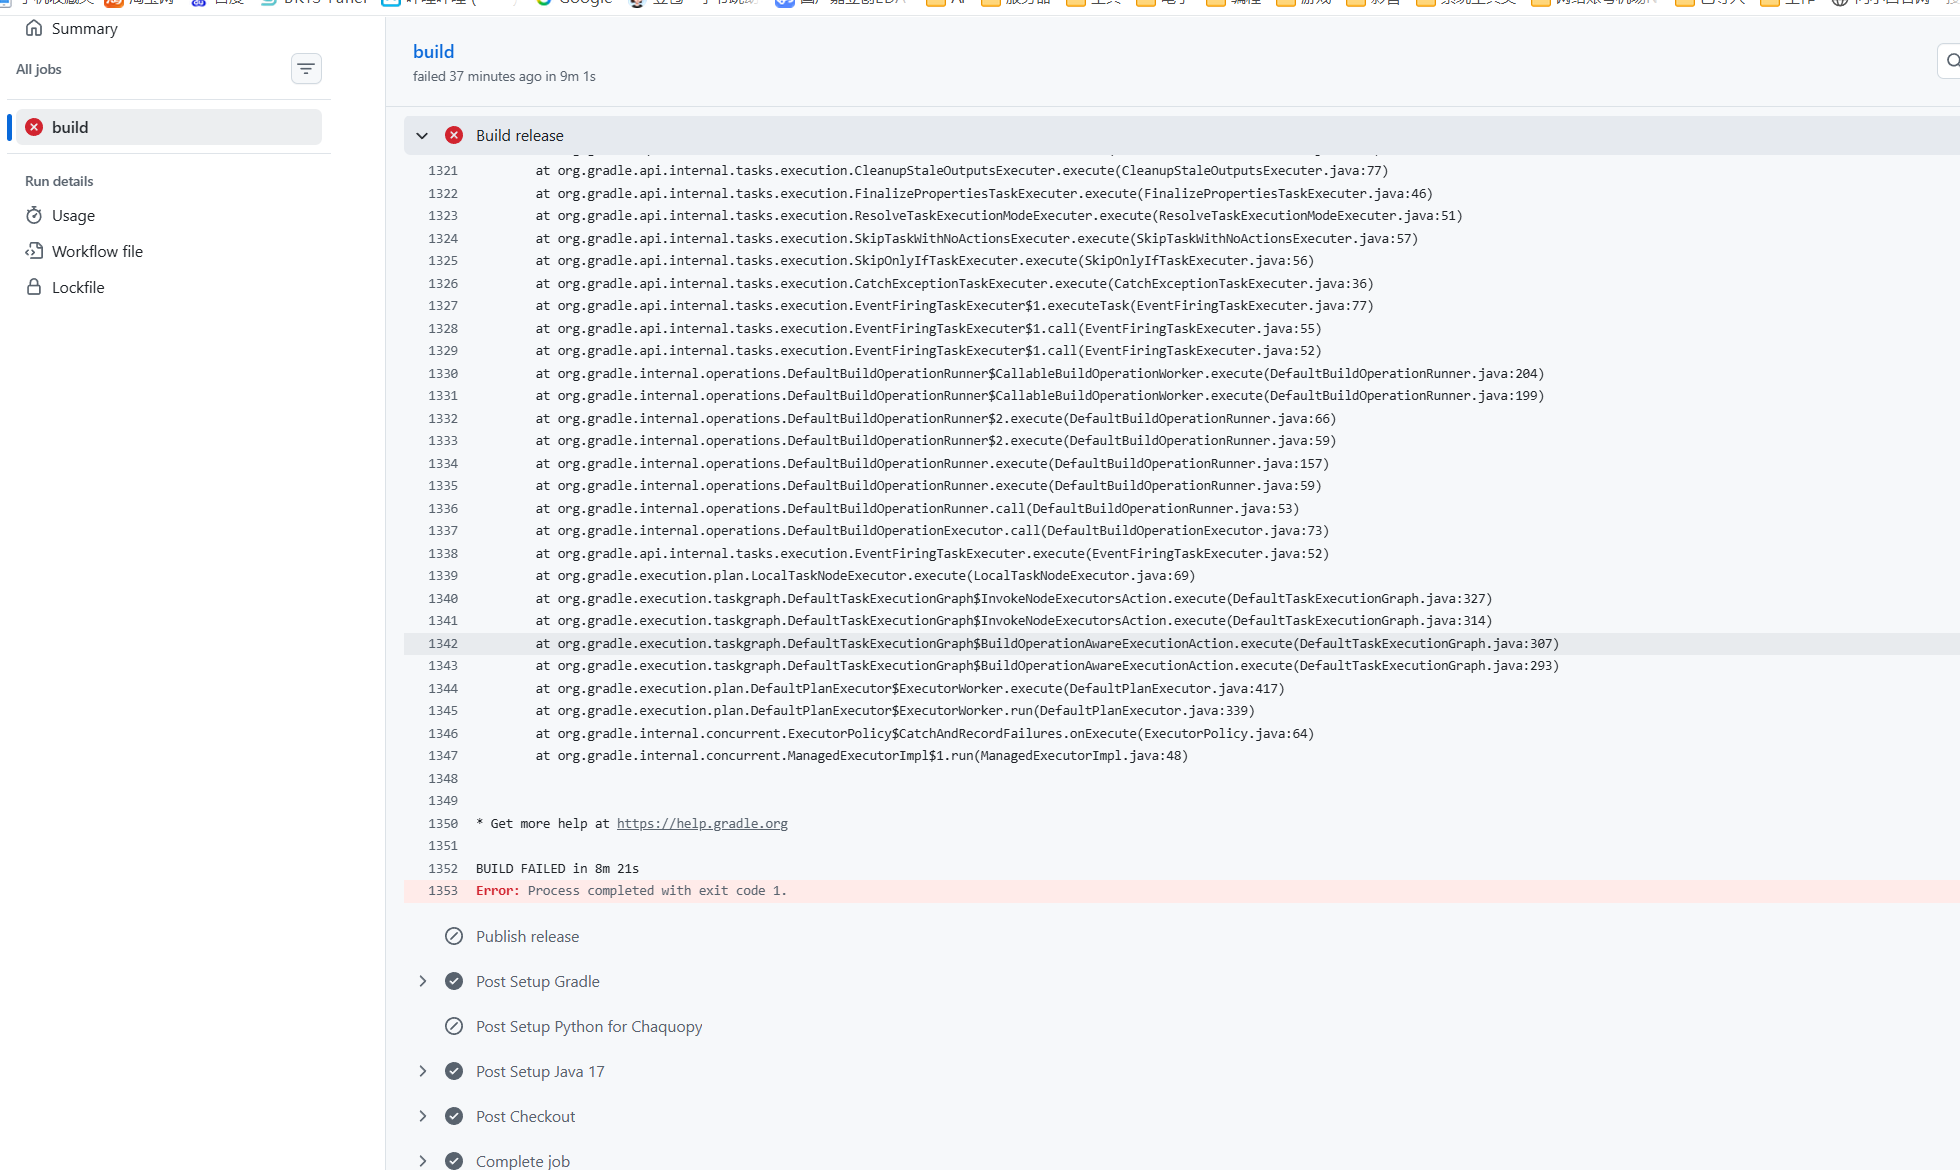 Google
Summary
All jobs
build
Run details
Usage
Workflow file
Lockfile
build
failed 37 minutes ago in 9m 1s
Build release
1321 at org.gradle.api.internal.tasks.execution.CleanupStaleOutputsExecuter.execute(CleanupStaleOutputsExecuter.java:77)
1322 at org.gradle.api.internal.tasks.execution.FinalizePropertiesTaskExecuter.execute(FinalizePropertiesTaskExecuter.java:46)
1323 at org.gradle.api.internal.tasks.execution.ResolveTaskExecutionModeExecuter.execute(ResolveTaskExecutionModeExecuter.java:51)
1324 at org.gradle.api.internal.tasks.execution.SkipTaskWithNoActionsExecuter.execute(SkipTaskWithNoActionsExecuter.java:57)
1325 at org.gradle.api.internal.tasks.execution.SkipOnlyIfTaskExecuter.execute(SkipOnlyIfTaskExecuter.java:56)
1326 at org.gradle.api.internal.tasks.execution.CatchExceptionTaskExecuter.execute(CatchExceptionTaskExecuter.java:36)
1327 at org.gradle.api.internal.tasks.execution.EventFiringTaskExecuter$1.executeTask(EventFiringTaskExecuter.java:77)
1328 at org.gradle.api.internal.tasks.execution.EventFiringTaskExecuter$1.call(EventFiringTaskExecuter.java:55)
1329 at org.gradle.api.internal.tasks.execution.EventFiringTaskExecuter$1.call(EventFiringTaskExecuter.java:52)
1330 at org.gradle.internal.operations.DefaultBuildOperationRunner$CallableBuildOperationWorker.execute(DefaultBuildOperationRunner.java:204)
1331 at org.gradle.internal.operations.DefaultBuildOperationRunner$CallableBuildOperationWorker.execute(DefaultBuildOperationRunner.java:199)
1332 at org.gradle.internal.operations.DefaultBuildOperationRunner$2.execute(DefaultBuildOperationRunner.java:66)
1333 at org.gradle.internal.operations.DefaultBuildOperationRunner$2.execute(DefaultBuildOperationRunner.java:59)
1334 at org.gradle.internal.operations.DefaultBuildOperationRunner.execute(DefaultBuildOperationRunner.java:157)
1335 at org.gradle.internal.operations.DefaultBuildOperationRunner.execute(DefaultBuildOperationRunner.java:59)
1336 at org.gradle.internal.operations.DefaultBuildOperationRunner.call(DefaultBuildOperationRunner.java:53)
1337 at org.gradle.internal.operations.DefaultBuildOperationExecutor.call(DefaultBuildOperationExecutor.java:73)
1338 at org.gradle.api.internal.tasks.execution.EventFiringTaskExecuter.execute(EventFiringTaskExecuter.java:52)
1339 at org.gradle.execution.plan.LocalTaskNodeExecutor.execute(LocalTaskNodeExecutor.java:69)
1340 at org.gradle.execution.taskgraph.DefaultTaskExecutionGraph$InvokeNodeExecutorsAction.execute(DefaultTaskExecutionGraph.java:327)
1341 at org.gradle.execution.taskgraph.DefaultTaskExecutionGraph$InvokeNodeExecutorsAction.execute(DefaultTaskExecutionGraph.java:314)
1342 at org.gradle.execution.taskgraph.DefaultTaskExecutionGraph$BuildOperationAwareExecutionAction.execute(DefaultTaskExecutionGraph.java:307)
1343 at org.gradle.execution.taskgraph.DefaultTaskExecutionGraph$BuildOperationAwareExecutionAction.execute(DefaultTaskExecutionGraph.java:293)
1344 at org.gradle.execution.plan.DefaultPlanExecutor$ExecutorWorker.execute(DefaultPlanExecutor.java:417)
1345 at org.gradle.execution.plan.DefaultPlanExecutor$ExecutorWorker.run(DefaultPlanExecutor.java:339)
1346 at org.gradle.internal.concurrent.ExecutorPolicy$CatchAndRecordFailures.onExecute(ExecutorPolicy.java:64)
1347 at org.gradle.internal.concurrent.ManagedExecutorImpl$1.run(ManagedExecutorImpl.java:48)
1348
1349
1350 * Get more help at https://help.gradle.org
1351
1352 BUILD FAILED in 8m 21s
1353 Error: Process completed with exit code 1.
Publish release
Post Setup Gradle
Post Setup Python for Chaquopy
Post Setup Java 17
Post Checkout
Complete job